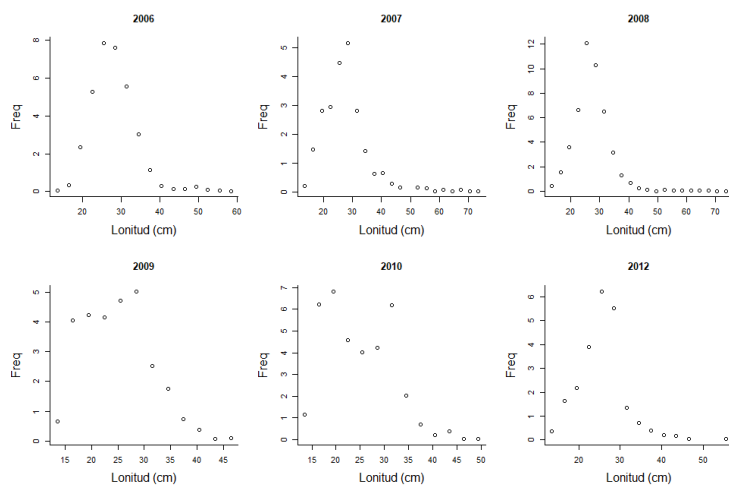 2006
2007
2008
Freq
0 2 4 6 8
20 30 40 50 60
Lonitud (cm)
Freq
0 1 2 3 4 5
20 30 40 50 60 70
Lonitud (cm)
Freq
0 2 4 6 8 10 12
20 30 40 50 60 70
Lonitud (cm)
2009
2010
2012
Freq
0 1 2 3 4 5
15 20 25 30 35 40 45
Lonitud (cm)
Freq
0 1 2 3 4 5 6 7
15 20 25 30 35 40 45 50
Lonitud (cm)
Freq
0 1 2 3 4 5 6
20 30 40 50
Lonitud (cm)